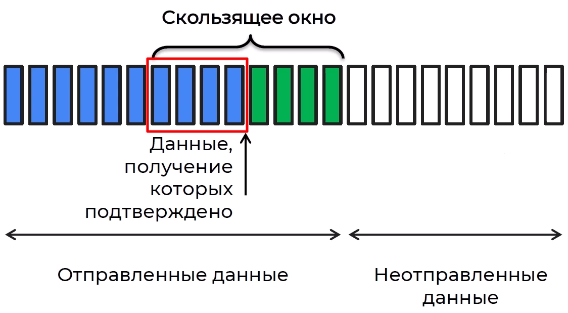 Скользящее окно
Данные,
получение
которых
подтверждено
Отправленные данные
Неотправленные
данные